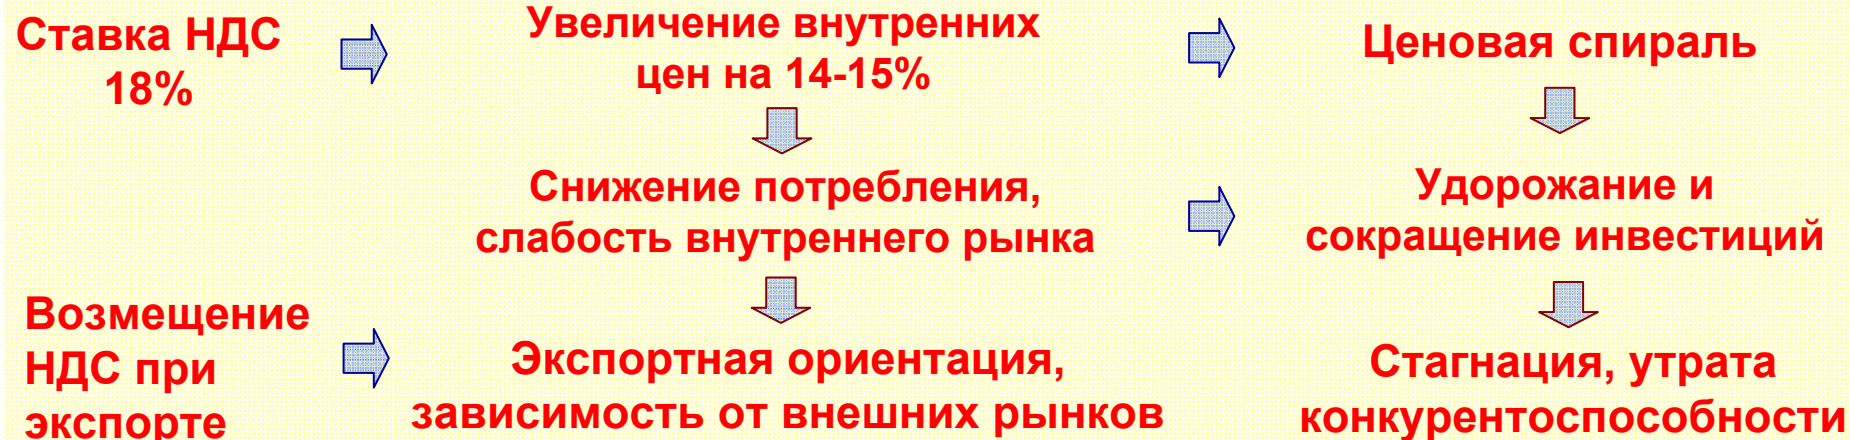 Ставка НДС
18%
Увеличение внутренних
цен на 14-15%
Ценовая спираль
Снижение потребления,
слабость внутреннего рынка
Удорожание и
сокращение инвестиций
Возмещение
НДС при
экспорте
Экспортная ориентация,
зависимость от внешних рынков
Стагнация, утрата
конкурентоспособности